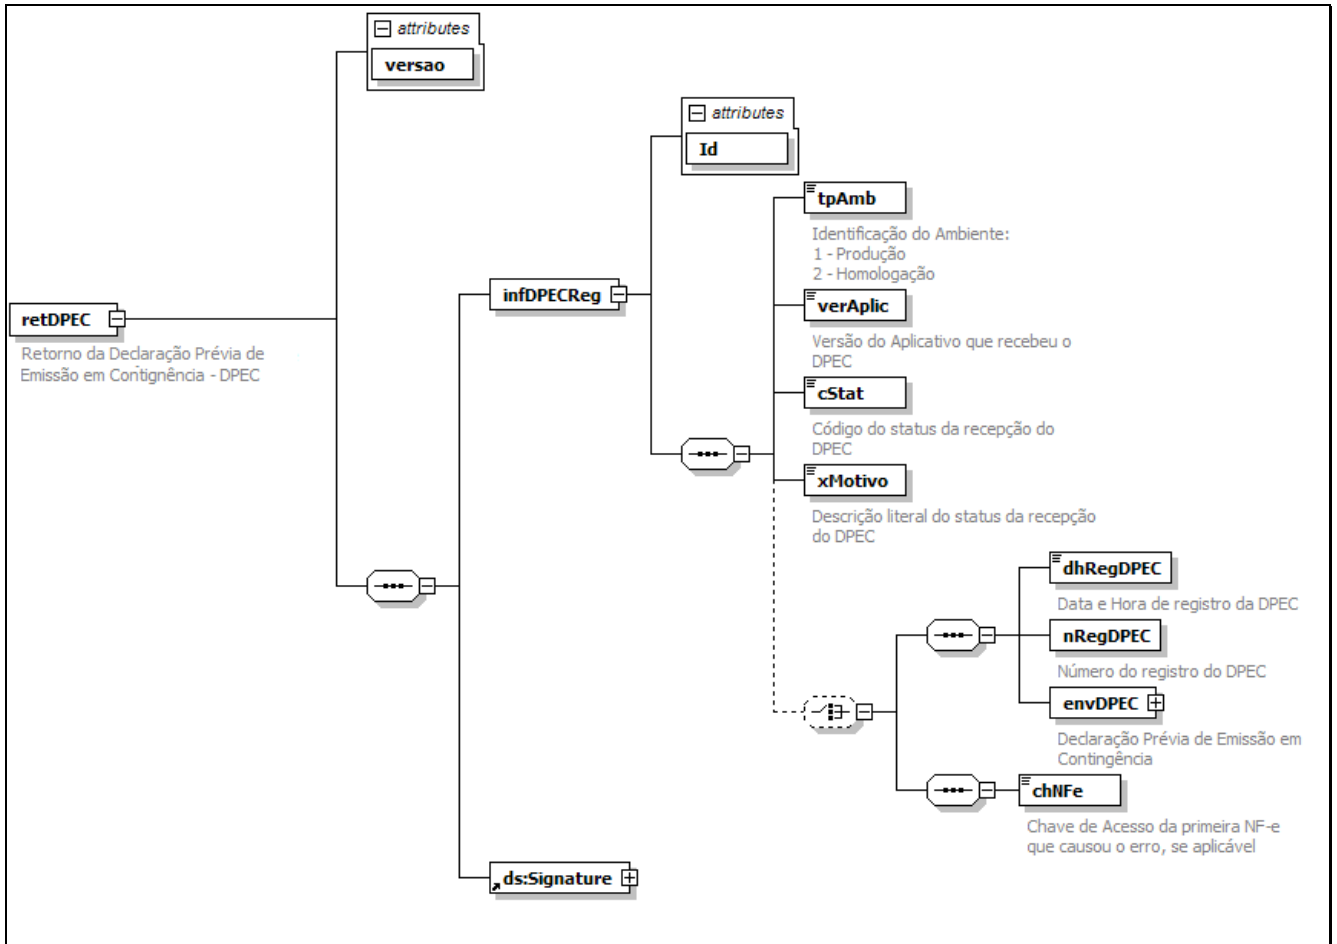 attributes
versao
attributes
Id
tpAmb
Identificação do Ambiente:
1 - Produção
2 - Homologação
infDPECReg
verAplic
Versão do Aplicativo que recebeu o
DPEC
retDPEC
Retorno da Declaração Prévia de
Emissão em Contignência - DPEC
cStat
Código do status da recepção do
DPEC
xMotivo
Descrição literal do status da recepção
do DPEC
dhRegDPEC
Data e Hora de registro da DPEC
nRegDPEC
Número do registro do DPEC
envDPEC
Declaração Prévia de Emissão em
Contingência
chNFe
Chave de Acesso da primeira NF-e
que causou o erro, se aplicável
ds:Signature